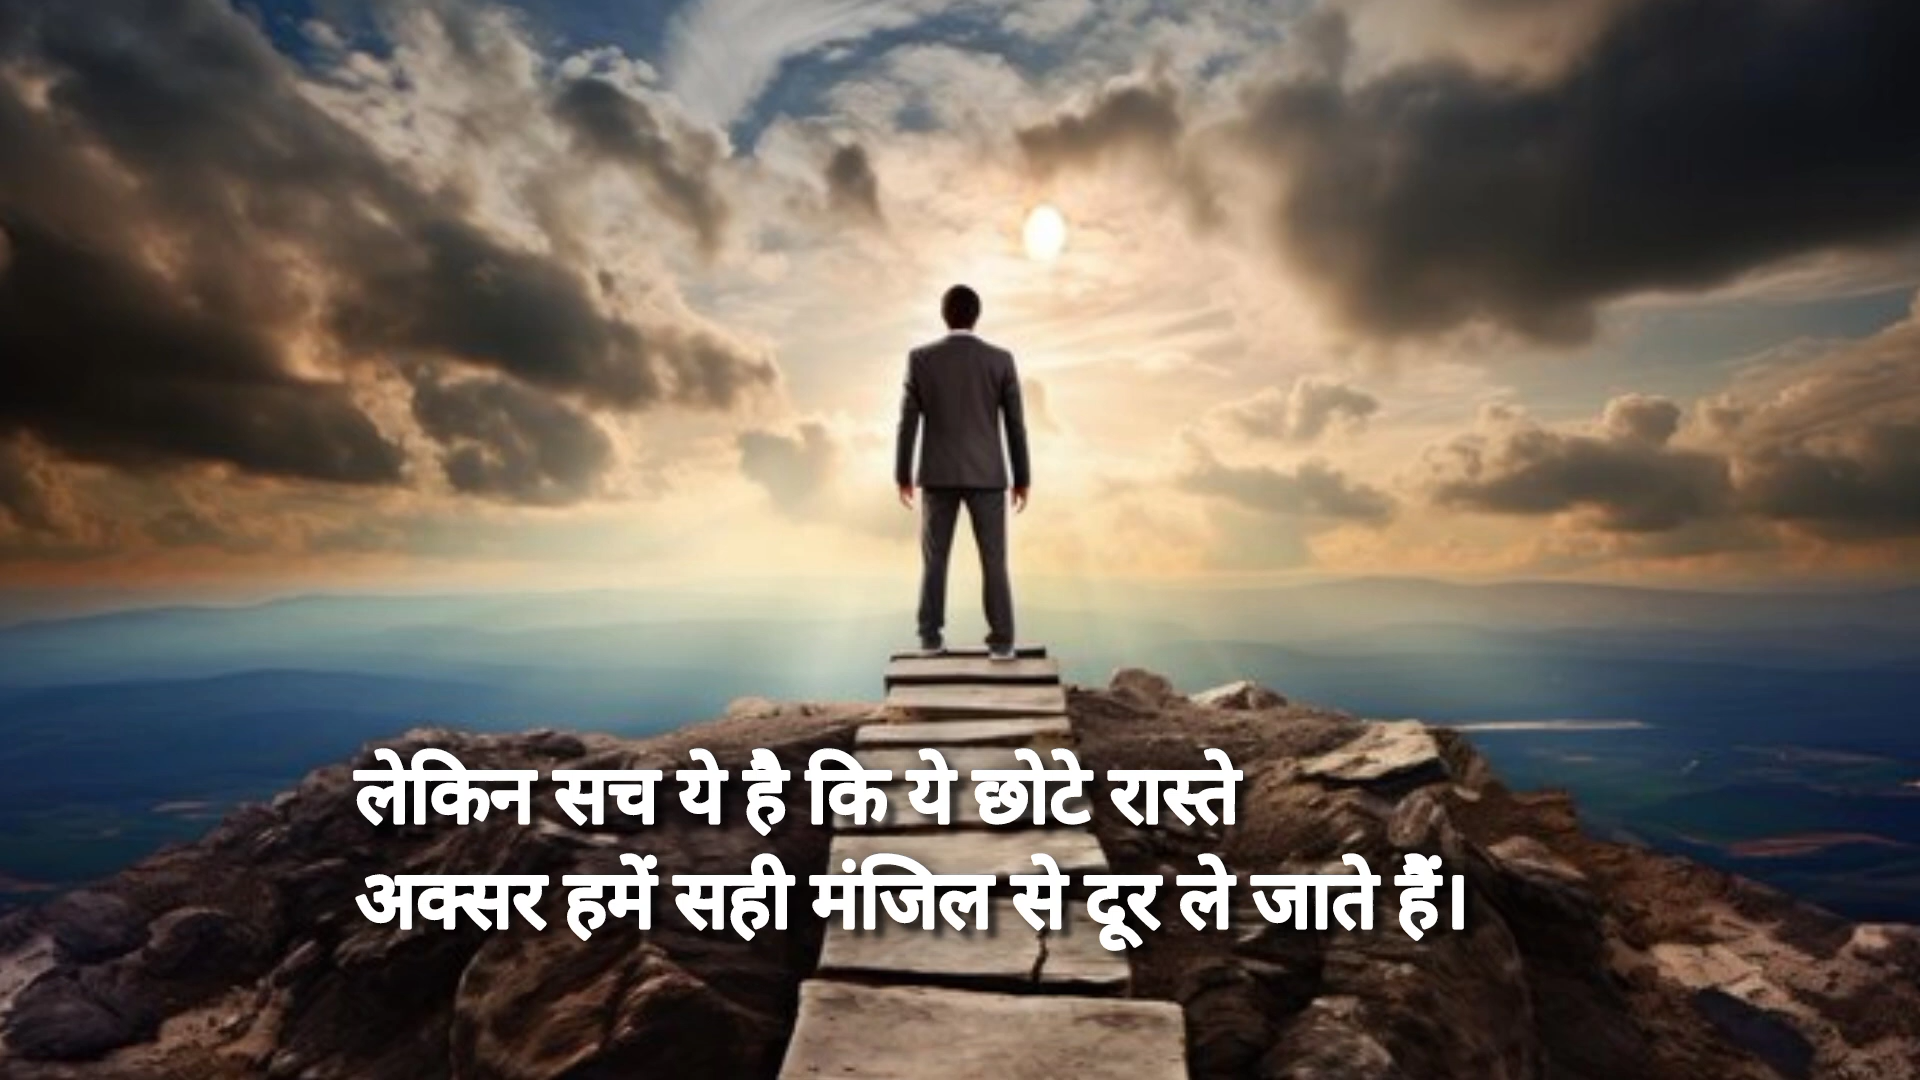 लेकिन सच ये है कि ये छोटे रास्ते
अक्सर हमें सही मंजिल से दूर ले जाते हैं।